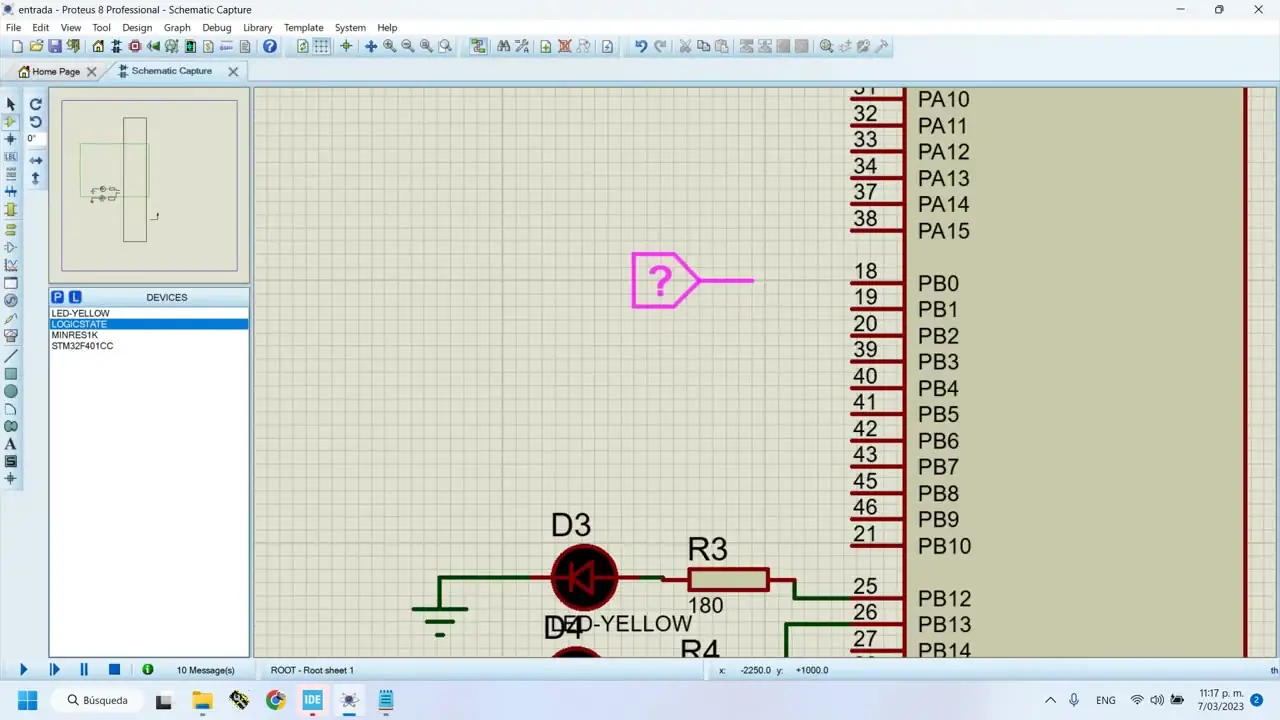 entrada - Proteus 8 Professional - Schematic Capture
File Edit View Tool Design Graph Debug Library Template System Help
Home Page
Schematic Capture
0°
LBL
P L DEVICES
LED-YELLOW
LOGICSTATE
MINRES1K
STM32F401CC
A
31 PA10
32 PA11
33 PA12
34 PA13
37 PA14
38 PA15
?
18 PB0
19 PB1
20 PB2
39 PB3
40 PB4
41 PB5
42 PB6
43 PB7
45 PB8
46 PB9
21 PB10
25 PB12
26 PB13
27 PB14
D3
R3
180
LED-YELLOW
D4
R4
10 Message(s)
ROOT - Root sheet 1
x: -2250.0 y: +1000.0
th
Búsqueda
IDE
ENG
11:17 p. m.
7/03/2023
2